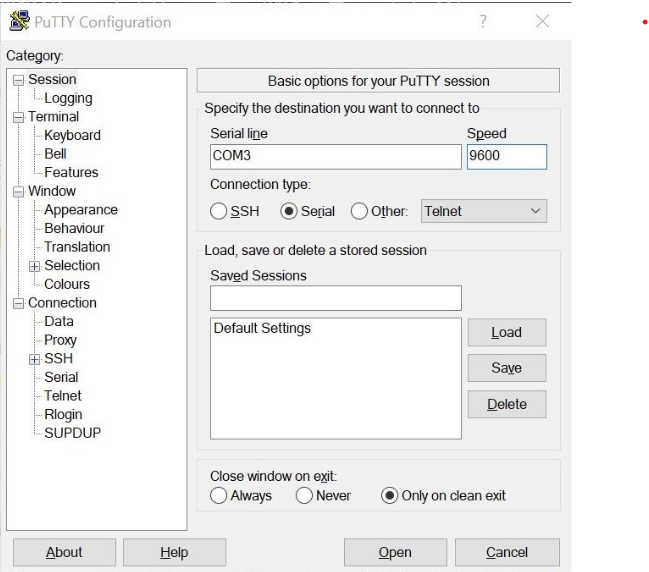 PuTTY Configuration
?
Category:
Session
Logging
Terminal
Keyboard
Bell
Features
Window
Appearance
Behaviour
Translation
Selection
Colours
Connection
Data
Proxy
SSH
Serial
Telnet
Rlogin
SUPDUP
Basic options for your PuTTY session
Specify the destination you want to connect to
Serial line Speed
COM3 9600
Connection type:
SSH Serial Other: Telnet
Load, save or delete a stored session
Saved Sessions
Default Settings
Load
Save
Delete
Close window on exit:
Always Never Only on clean exit
About Help Open Cancel